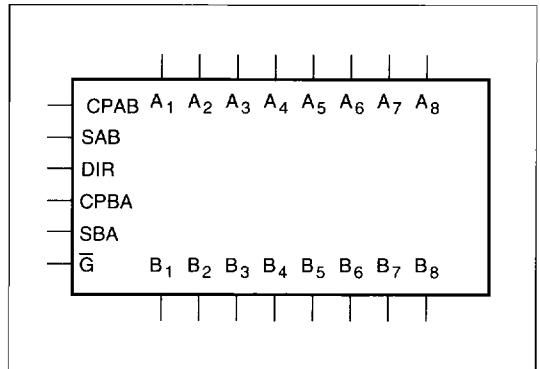 CPAB A1 A2 A3 A4 A5 A6 A7 A8
SAB
DIR
CPBA
SBA
G̅ B1 B2 B3 B4 B5 B6 B7 B8